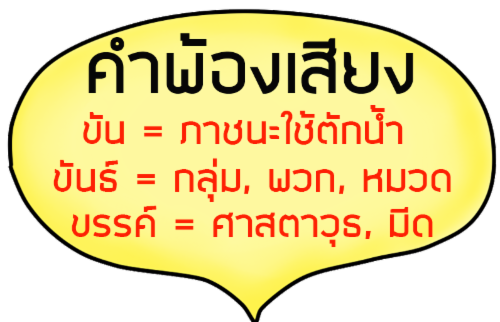 คำพ้องเสียง
ขัน = ภาชนะใช้ตักน้ำ
ขันธ์ = กลุ่ม, พวก, หมวด
ขรรค์ = ศาสตาวุธ, มีด